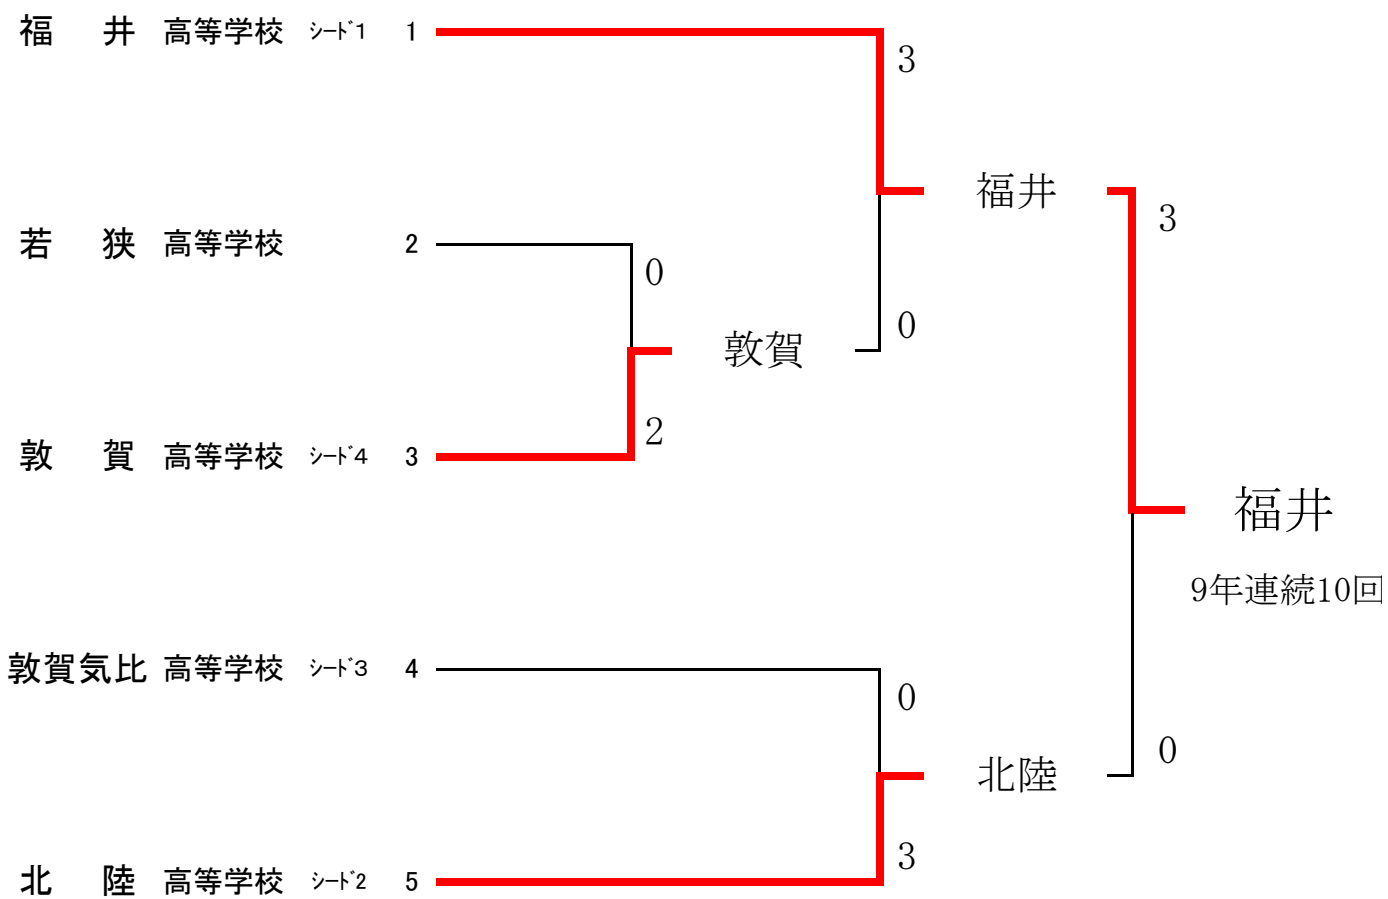 福 井 高等学校 ｼｰﾄﾞ1 1
3
福井
3
若 狭 高等学校 2
0
0
敦賀
2
敦 賀 高等学校 ｼｰﾄﾞ4 3
福井
9年連続10回
敦賀気比 高等学校 ｼｰﾄﾞ3 4
0
0
北陸
3
北 陸 高等学校 ｼｰﾄﾞ2 5